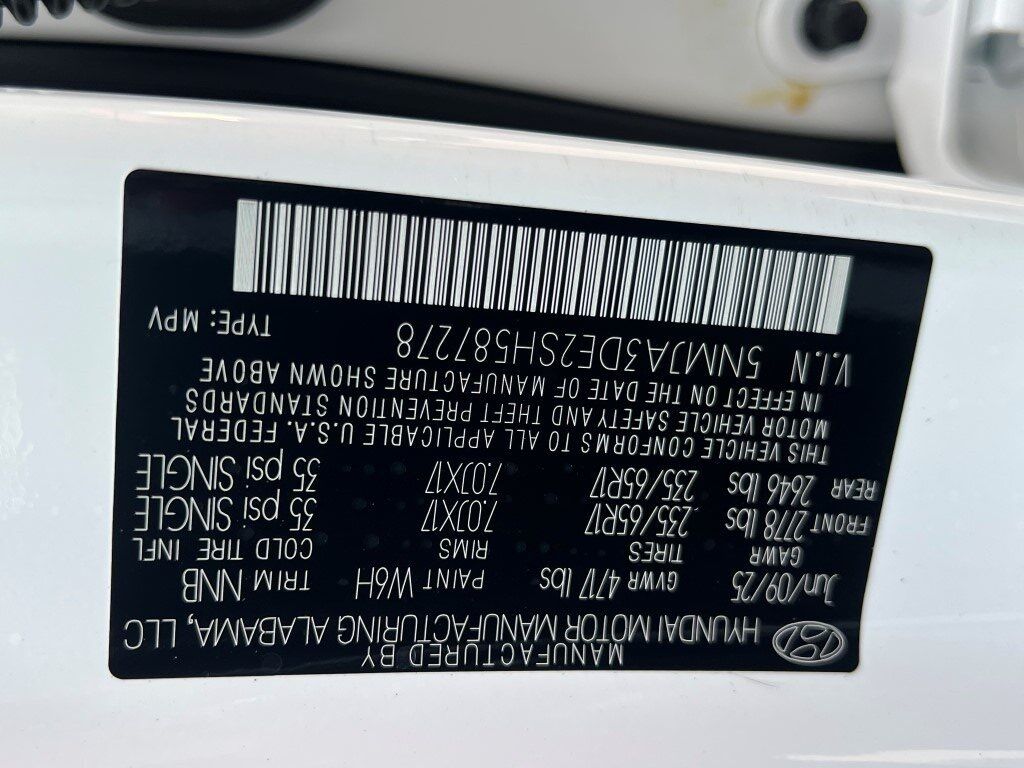 MANUFACTURED BY
HYUNDAI MOTOR MANUFACTURING ALABAMA, LLC
Jun/09/25 GVWR 4717 lbs PAINT W6H TRIM NNB
GAWR TIRES RIMS COLD TIRE INFL
FRONT 2778 lbs 235/65R17 7.0JX17 35 psi SINGLE
REAR 2646 lbs 235/65R17 7.0JX17 35 psi SINGLE
THIS VEHICLE CONFORMS TO ALL APPLICABLE U.S.A. FEDERAL
MOTOR VEHICLE SAFETY AND THEFT PREVENTION STANDARDS
IN EFFECT ON THE DATE OF MANUFACTURE SHOWN ABOVE
V.I.N 5NMJA3DE2SH587278 TYPE: MPV